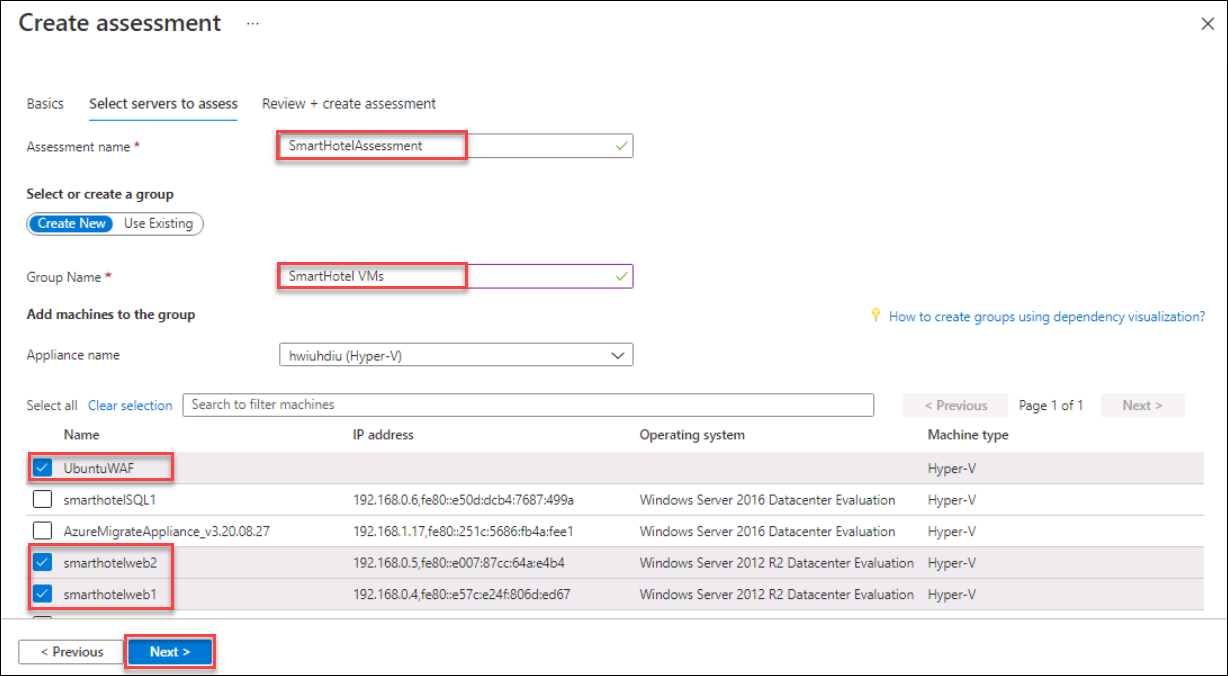 Create assessment ...
Basics Select servers to assess Review + create assessment
Assessment name * SmartHotelAssessment
Select or create a group
Create New Use Existing
Group Name * SmartHotel VMs
Add machines to the group
How to create groups using dependency visualization?
Appliance name hwiuhdiu (Hyper-V)
Select all Clear selection Search to filter machines < Previous Page 1 of 1 Next >
Name IP address Operating system Machine type
UbuntuWAF Hyper-V
smarthotelSQL1 192.168.0.6,fe80::e50d:dcb4:7687:499a Windows Server 2016 Datacenter Evaluation Hyper-V
AzureMigrateAppliance_v3.20.08.27 192.168.1.17,fe80::251c:5686:fb4a:fee1 Windows Server 2016 Datacenter Evaluation Hyper-V
smarthotelweb2 192.168.0.5,fe80::e007:87cc:64a:e4b4 Windows Server 2012 R2 Datacenter Evaluation Hyper-V
smarthotelweb1 192.168.0.4,fe80::e57c:e24f:806d:ed67 Windows Server 2012 R2 Datacenter Evaluation Hyper-V
< Previous Next >